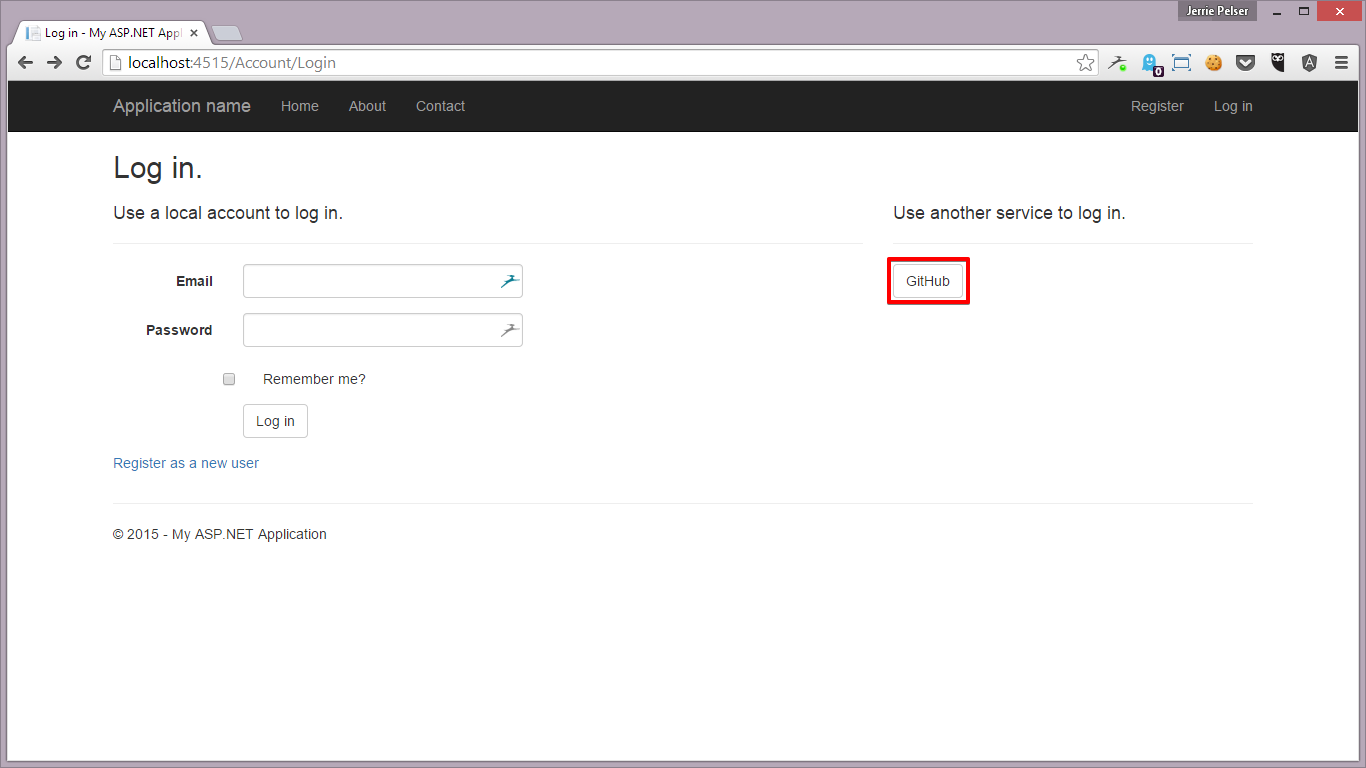 Jerrie Pelser
Log in - My ASP.NET Appl
localhost:4515/Account/Login
0
Application name Home About Contact Register Log in
Log in.
Use a local account to log in.
Use another service to log in.
Email
GitHub
Password
Remember me?
Log in
Register as a new user
© 2015 - My ASP.NET Application